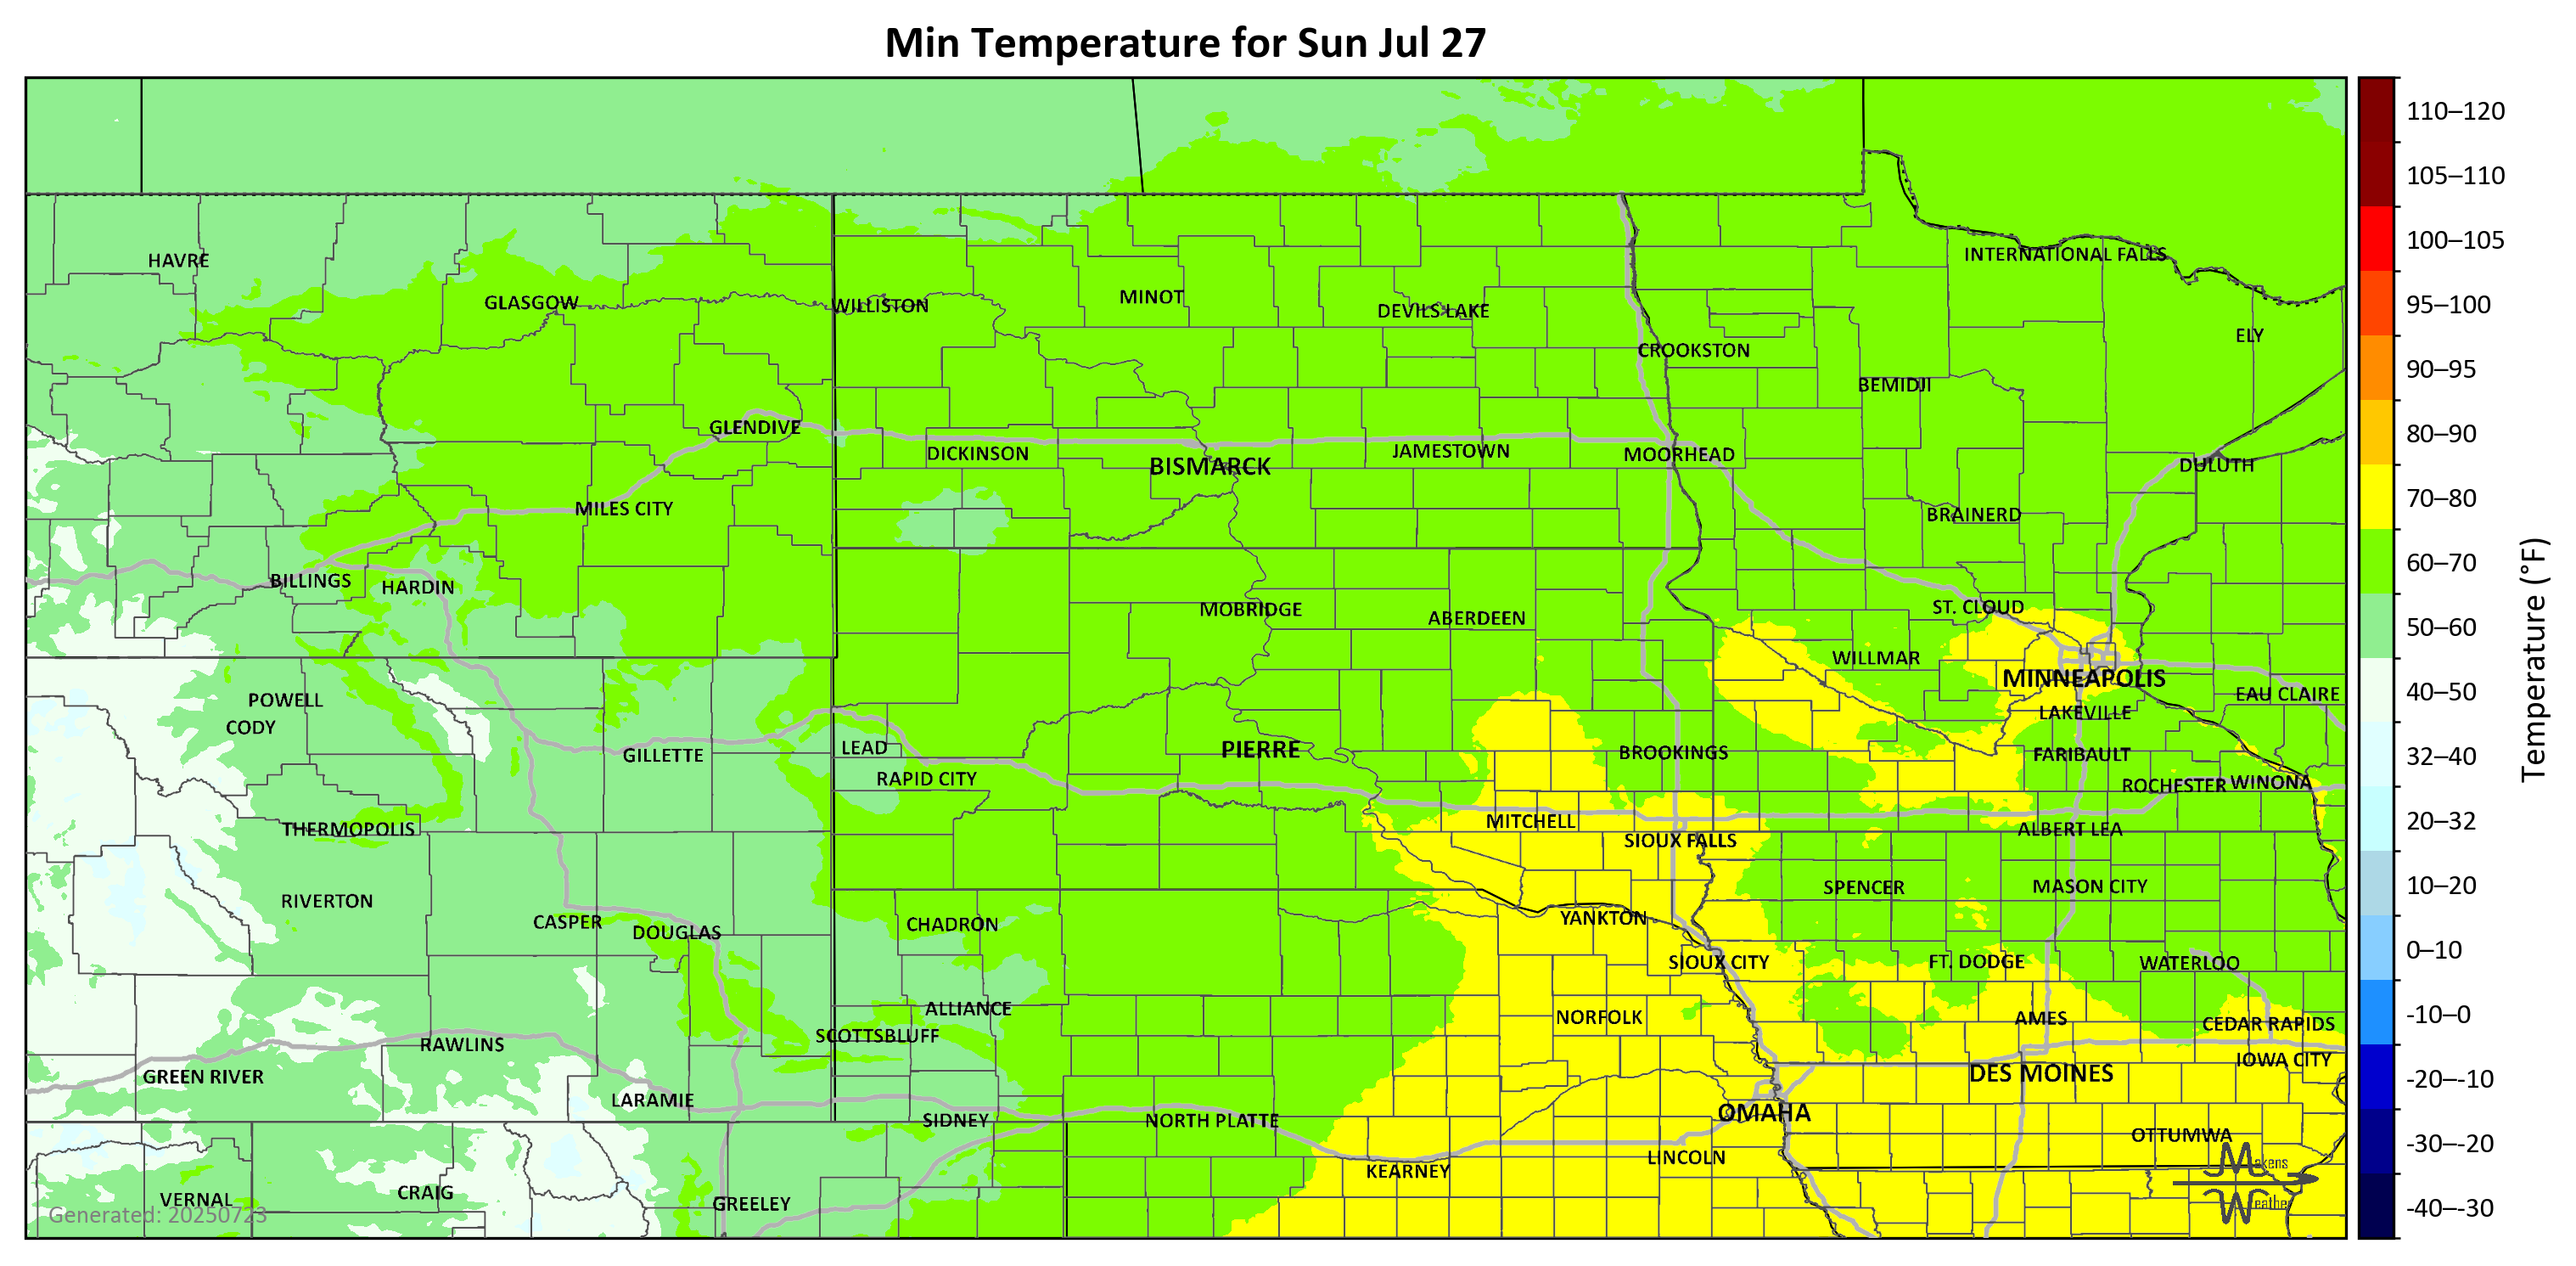 Min Temperature for Sun Jul 27
110–120
105–110
100–105
95–100
90–95
80–90
70–80
60–70
50–60
40–50
32–40
20–32
10–20
0–10
-10–0
-20–-10
-30–-20
-40–-30
Temperature (°F)
HAVRE
INTERNATIONAL FALLS
GLASGOW
WILLISTON
MINOT
DEVILS LAKE
ELY
CROOKSTON
BEMIDJI
GLENDIVE
DICKINSON
BISMARCK
JAMESTOWN
MOORHEAD
DULUTH
MILES CITY
BRAINERD
BILLINGS
HARDIN
MOBRIDGE
ABERDEEN
ST. CLOUD
WILLMAR
MINNEAPOLIS
POWELL
EAU CLAIRE
CODY
LAKEVILLE
GILLETTE
LEAD
PIERRE
BROOKINGS
FARIBAULT
RAPID CITY
ROCHESTER
WINONA
THERMOPOLIS
MITCHELL
SIOUX FALLS
ALBERT LEA
RIVERTON
SPENCER
MASON CITY
CASPER
DOUGLAS
CHADRON
YANKTON
SIOUX CITY
FT. DODGE
WATERLOO
ALLIANCE
NORFOLK
AMES
CEDAR RAPIDS
SCOTTSBLUFF
RAWLINS
IOWA CITY
GREEN RIVER
DES MOINES
LARAMIE
SIDNEY
NORTH PLATTE
OMAHA
OTTUMWA
KEARNEY
LINCOLN
VERNAL
CRAIG
GREELEY
Makens
Weather
Generated: 20250723